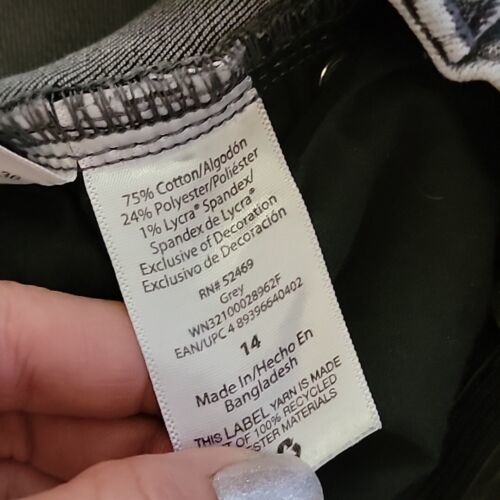 75% Cotton/Algodón
24% Polyester/Poliéster
1% Lycra® Spandex/
Spandex de Lycra®
Exclusive of Decoration
Exclusivo de Decoración
RN# 52469
Grey
WN32100028962F
EAN/UPC 4 89396640402
14
Made In/Hecho En
Bangladesh
THIS LABEL YARN IS MADE
OF 100% RECYCLED
MATERIALS